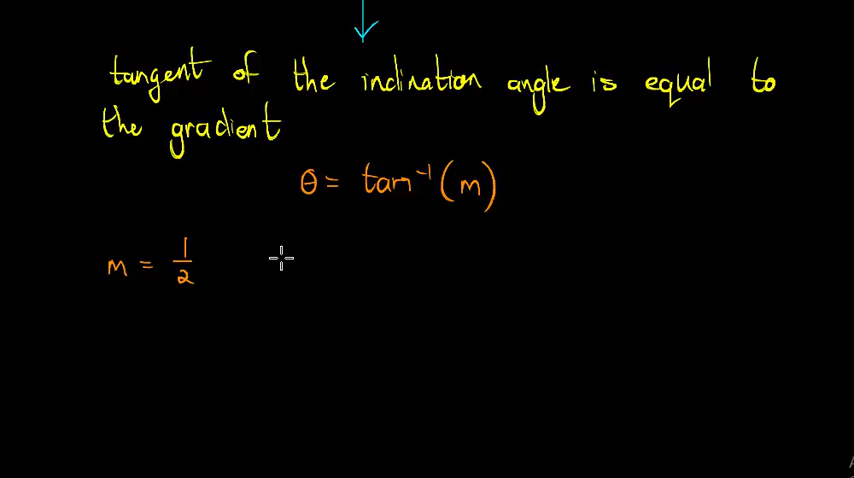 tangent of the inclination angle is equal to
the gradient
θ = tan⁻¹(m)
m = 1/2